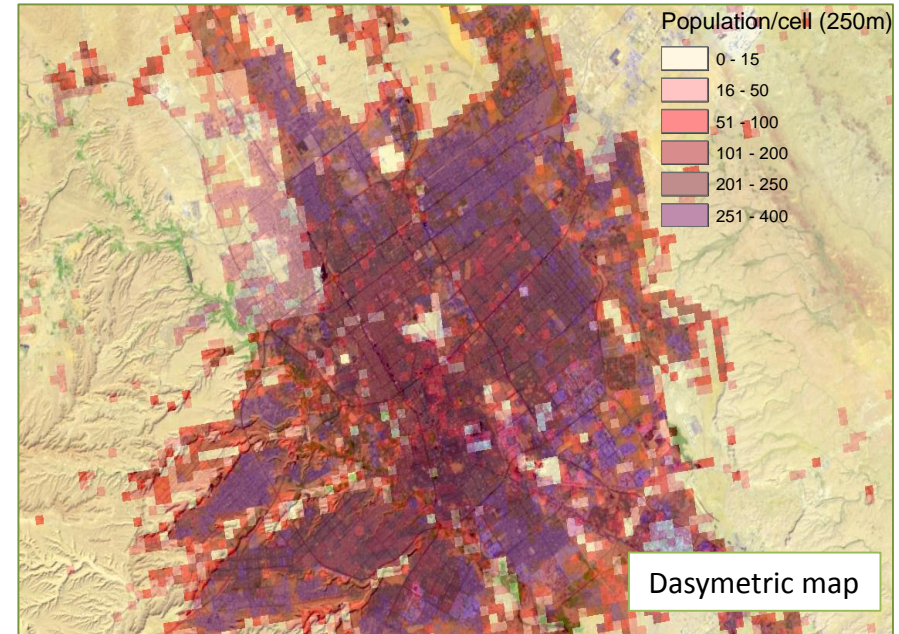 Population/cell (250m)
0 - 15
16 - 50
51 - 100
101 - 200
201 - 250
251 - 400
Dasymetric map